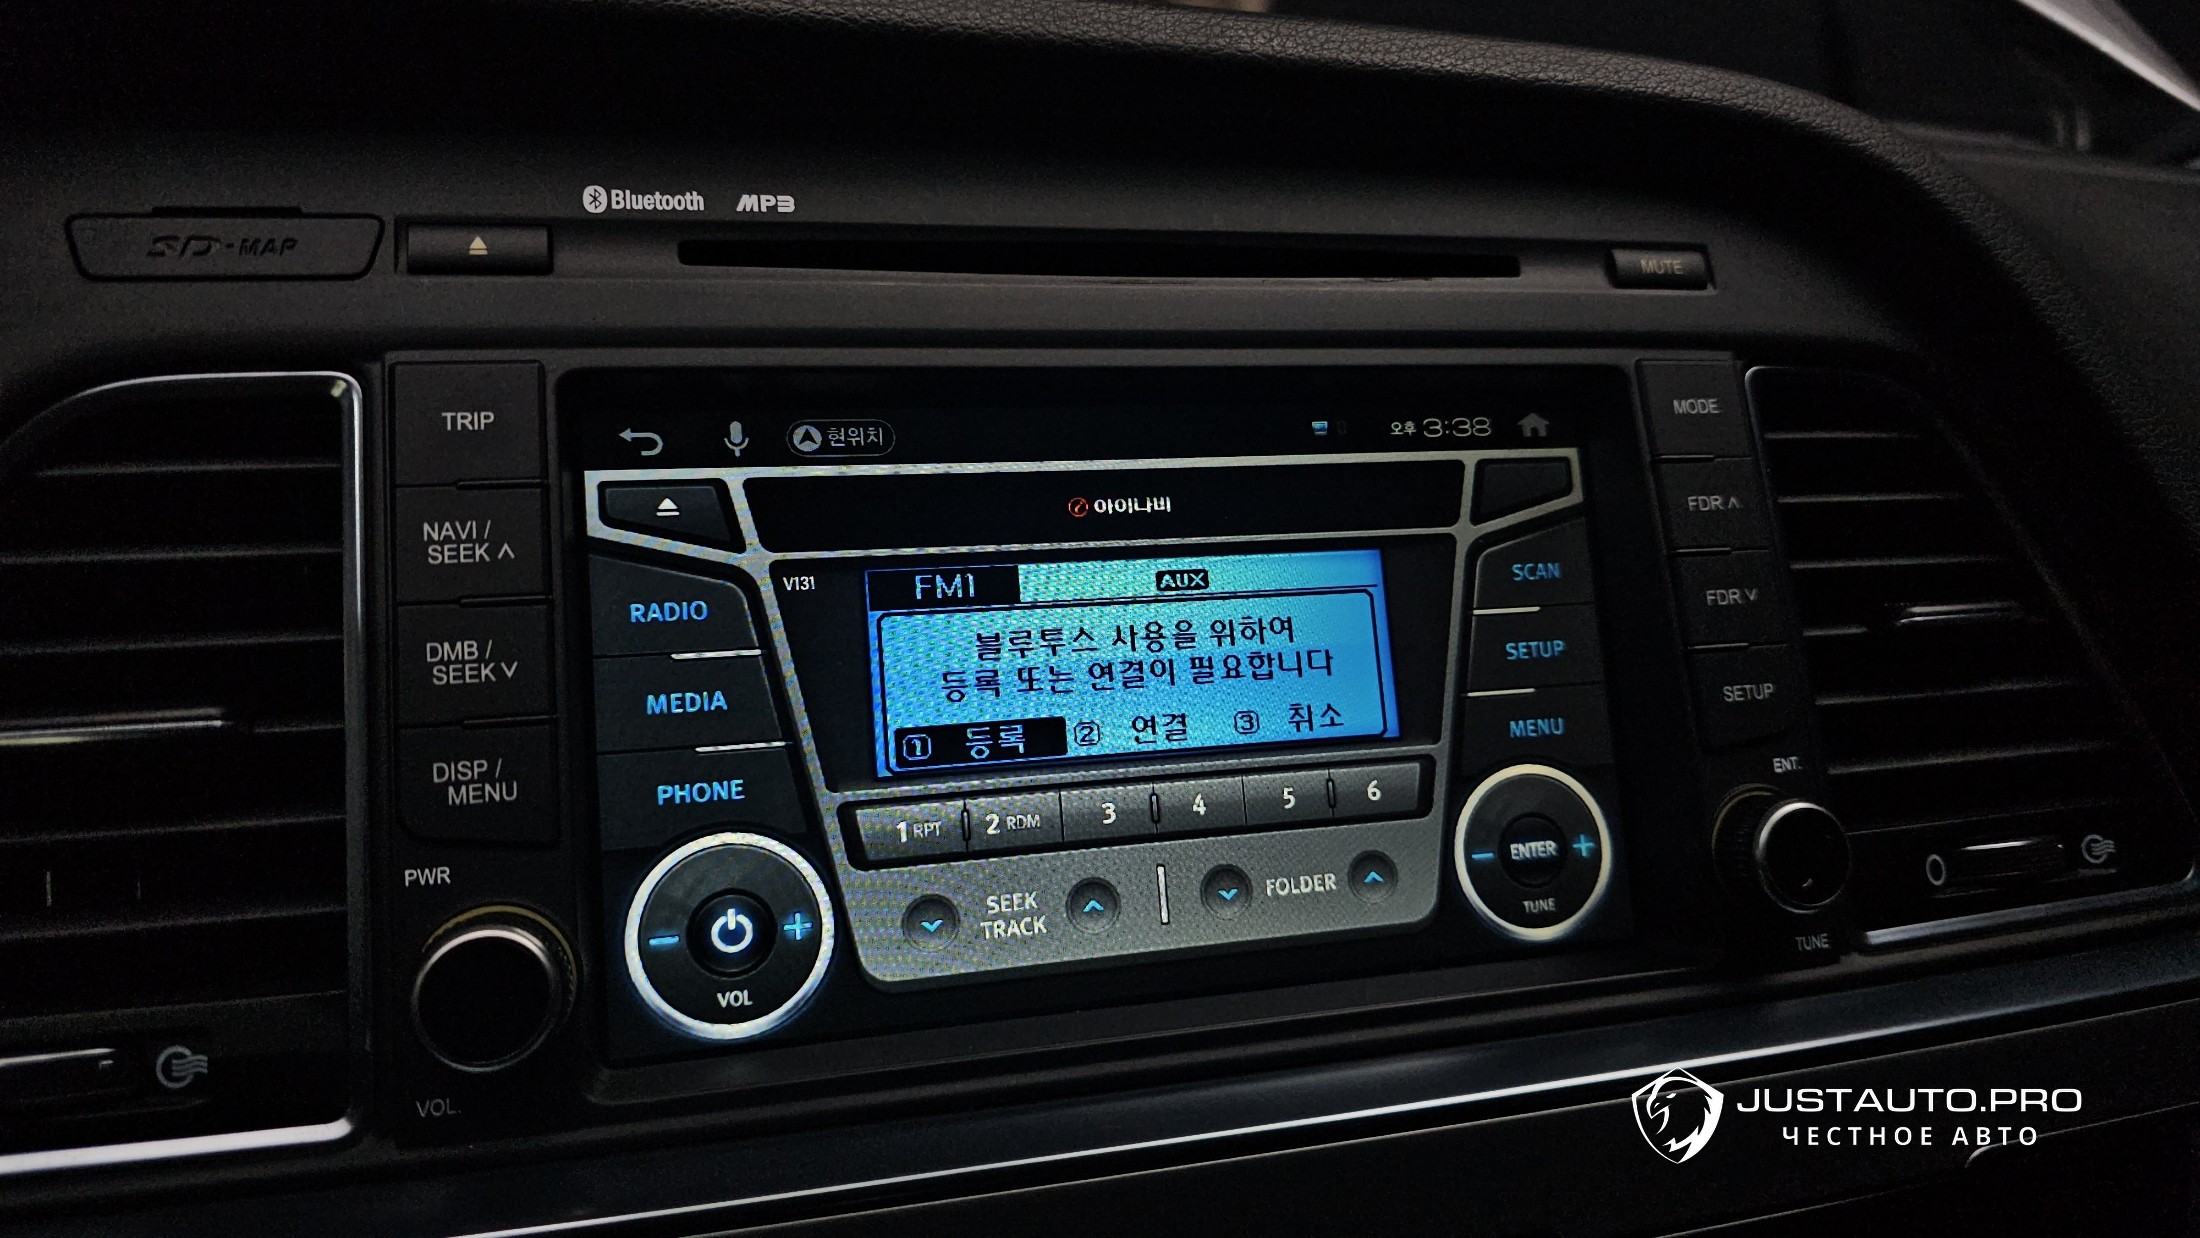 Bluetooth MP3
SD-MAP
MUTE
TRIP
NAVI /
SEEK ∧
DMB /
SEEK ∨
DISP /
MENU
PWR
VOL.
현위치
오후 3:38
아이나비
V131
RADIO
MEDIA
PHONE
VOL
FM1 AUX
블루투스 사용을 위하여
등록 또는 연결이 필요합니다
① 등록 ② 연결 ③ 취소
1 RPT 2 RDM 3 4 5 6
SEEK
TRACK
FOLDER
SCAN
SETUP
MENU
ENTER
TUNE
MODE
FDR ∧
FDR ∨
SETUP
ENT.
TUNE
JUSTAUTO.PRO
ЧЕСТНОЕ АВТО